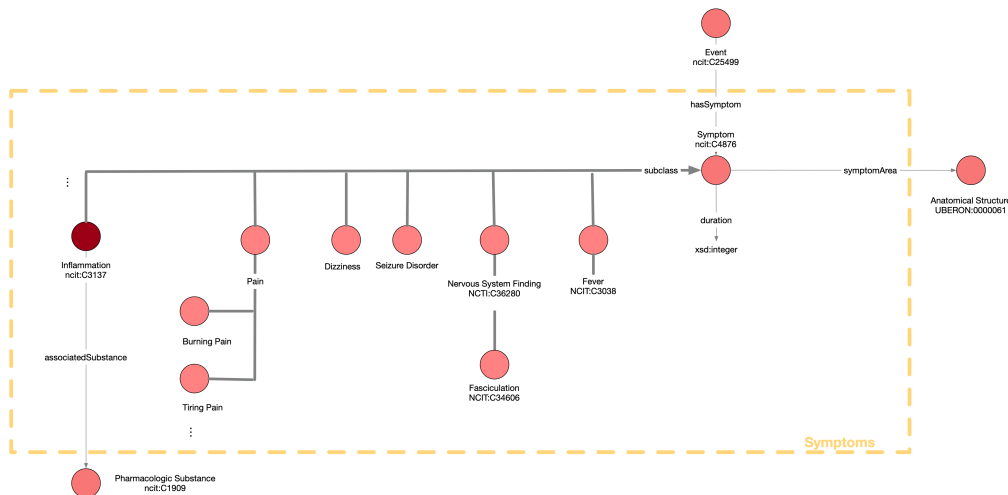 Event
ncit:C25499
hasSymptom
Symptom
ncit:C4876
subclass
symptomArea
Anatomical Structure
UBERON:0000061
duration
xsd:integer
...
Inflammation
ncit:C3137
Pain
Dizziness
Seizure Disorder
Nervous System Finding
NCTI:C36280
Fever
NCIT:C3038
Burning Pain
associatedSubstance
Tiring Pain
...
Fasciculation
NCIT:C34606
Symptoms
Pharmacologic Substance
ncit:C1909